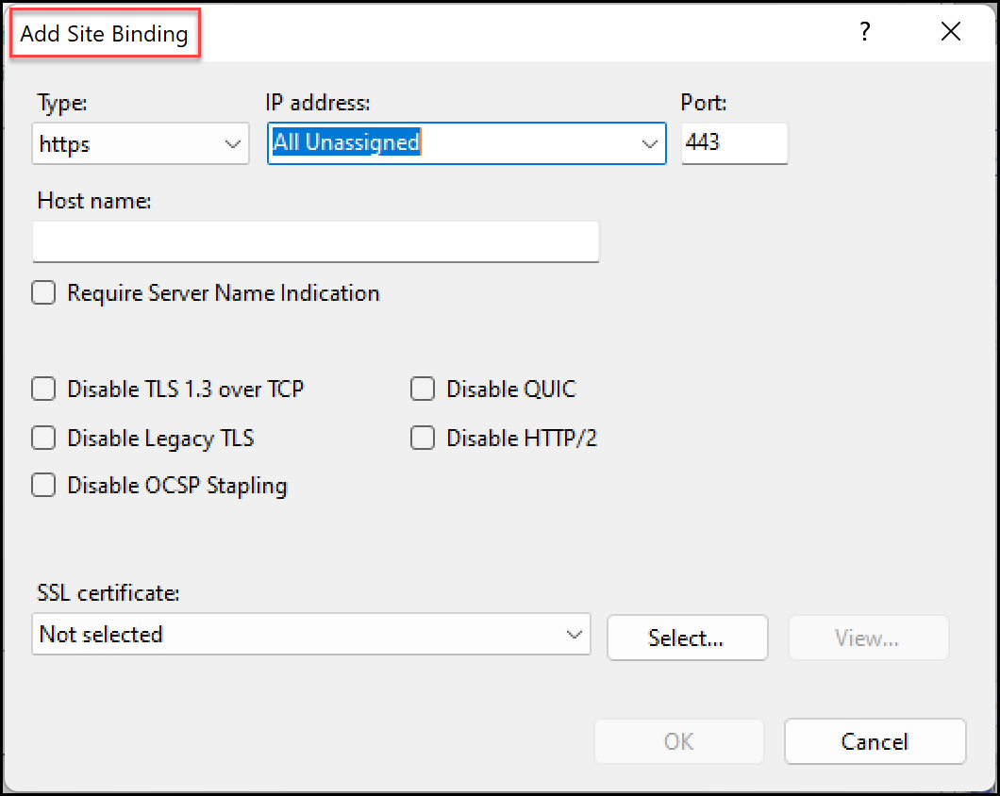 Add Site Binding
?
Type: IP address: Port:
https All Unassigned 443
Host name:
Require Server Name Indication
Disable TLS 1.3 over TCP Disable QUIC
Disable Legacy TLS Disable HTTP/2
Disable OCSP Stapling
SSL certificate:
Not selected Select... View...
OK Cancel